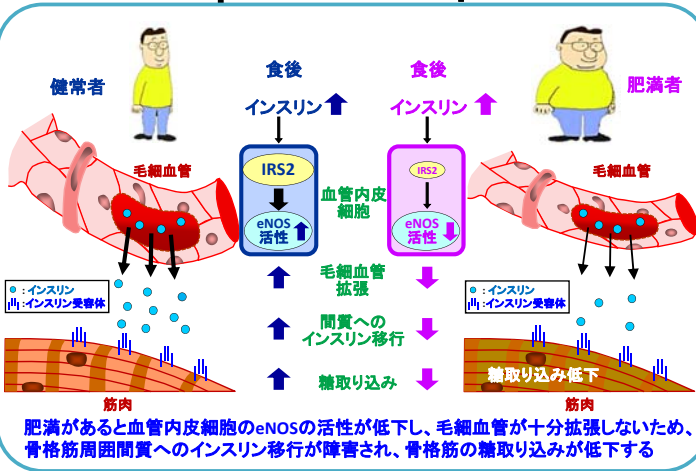 健常者
食後
食後
肥満者
インスリン
インスリン
毛細血管
IRS2
eNOS
活性
血管内皮
細胞
IRS2
eNOS
活性
毛細血管
毛細血管
拡張
:インスリン
:インスリン受容体
間質への
インスリン移行
:インスリン
:インスリン受容体
糖取り込み
糖取り込み低下
筋肉
筋肉
肥満があると血管内皮細胞のeNOSの活性が低下し、毛細血管が十分拡張しないため、
骨格筋周囲間質へのインスリン移行が障害され、骨格筋の糖取り込みが低下する